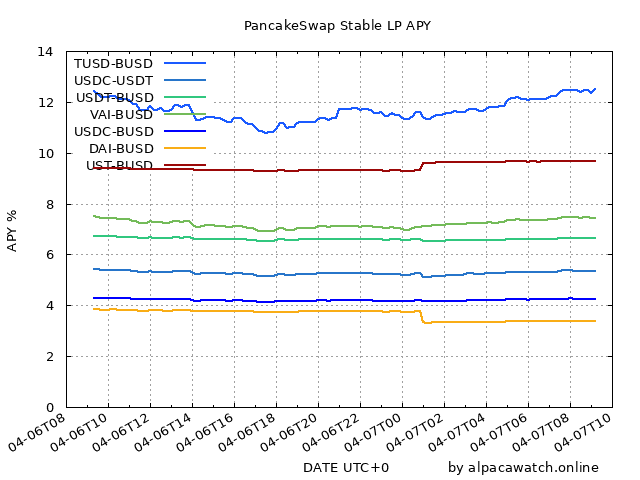 PancakeSwap Stable LP APY
14
12
10
8
6
4
2
0
APY %
TUSD-BUSD
USDC-USDT
USDT-BUSD
VAI-BUSD
USDC-BUSD
DAI-BUSD
UST-BUSD
04-06T08
04-06T10
04-06T12
04-06T14
04-06T16
04-06T18
04-06T20
04-06T22
04-07T00
04-07T02
04-07T04
04-07T06
04-07T08
04-07T10
DATE UTC+0
by alpacawatch.online